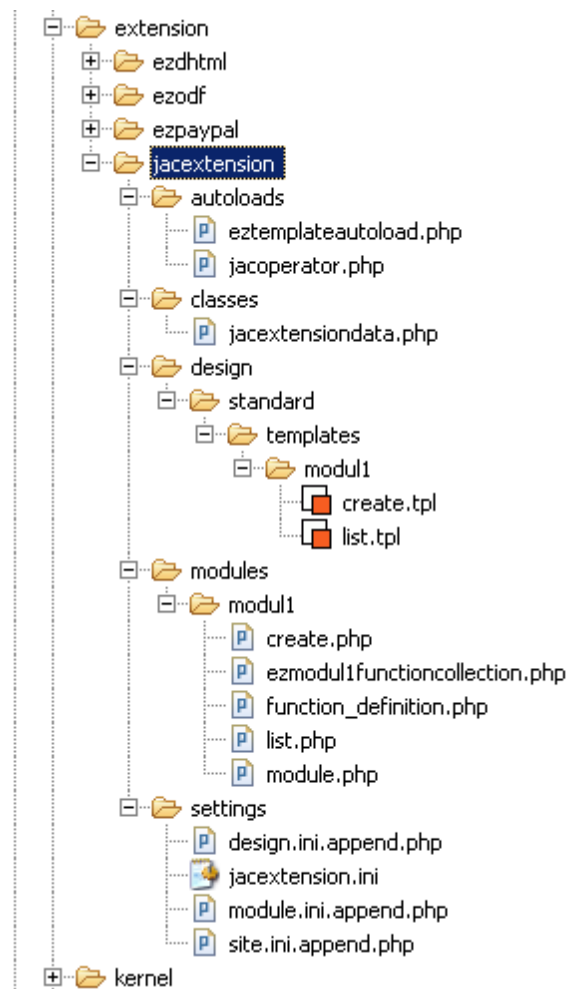 extension
ezdhtml
ezodf
ezpaypal
jacextension
autoloads
eztemplateautoload.php
jacoperator.php
classes
jacextensiondata.php
design
standard
templates
modul1
create.tpl
list.tpl
modules
modul1
create.php
ezmodul1functioncollection.php
function_definition.php
list.php
module.php
settings
design.ini.append.php
jacextension.ini
module.ini.append.php
site.ini.append.php
kernel